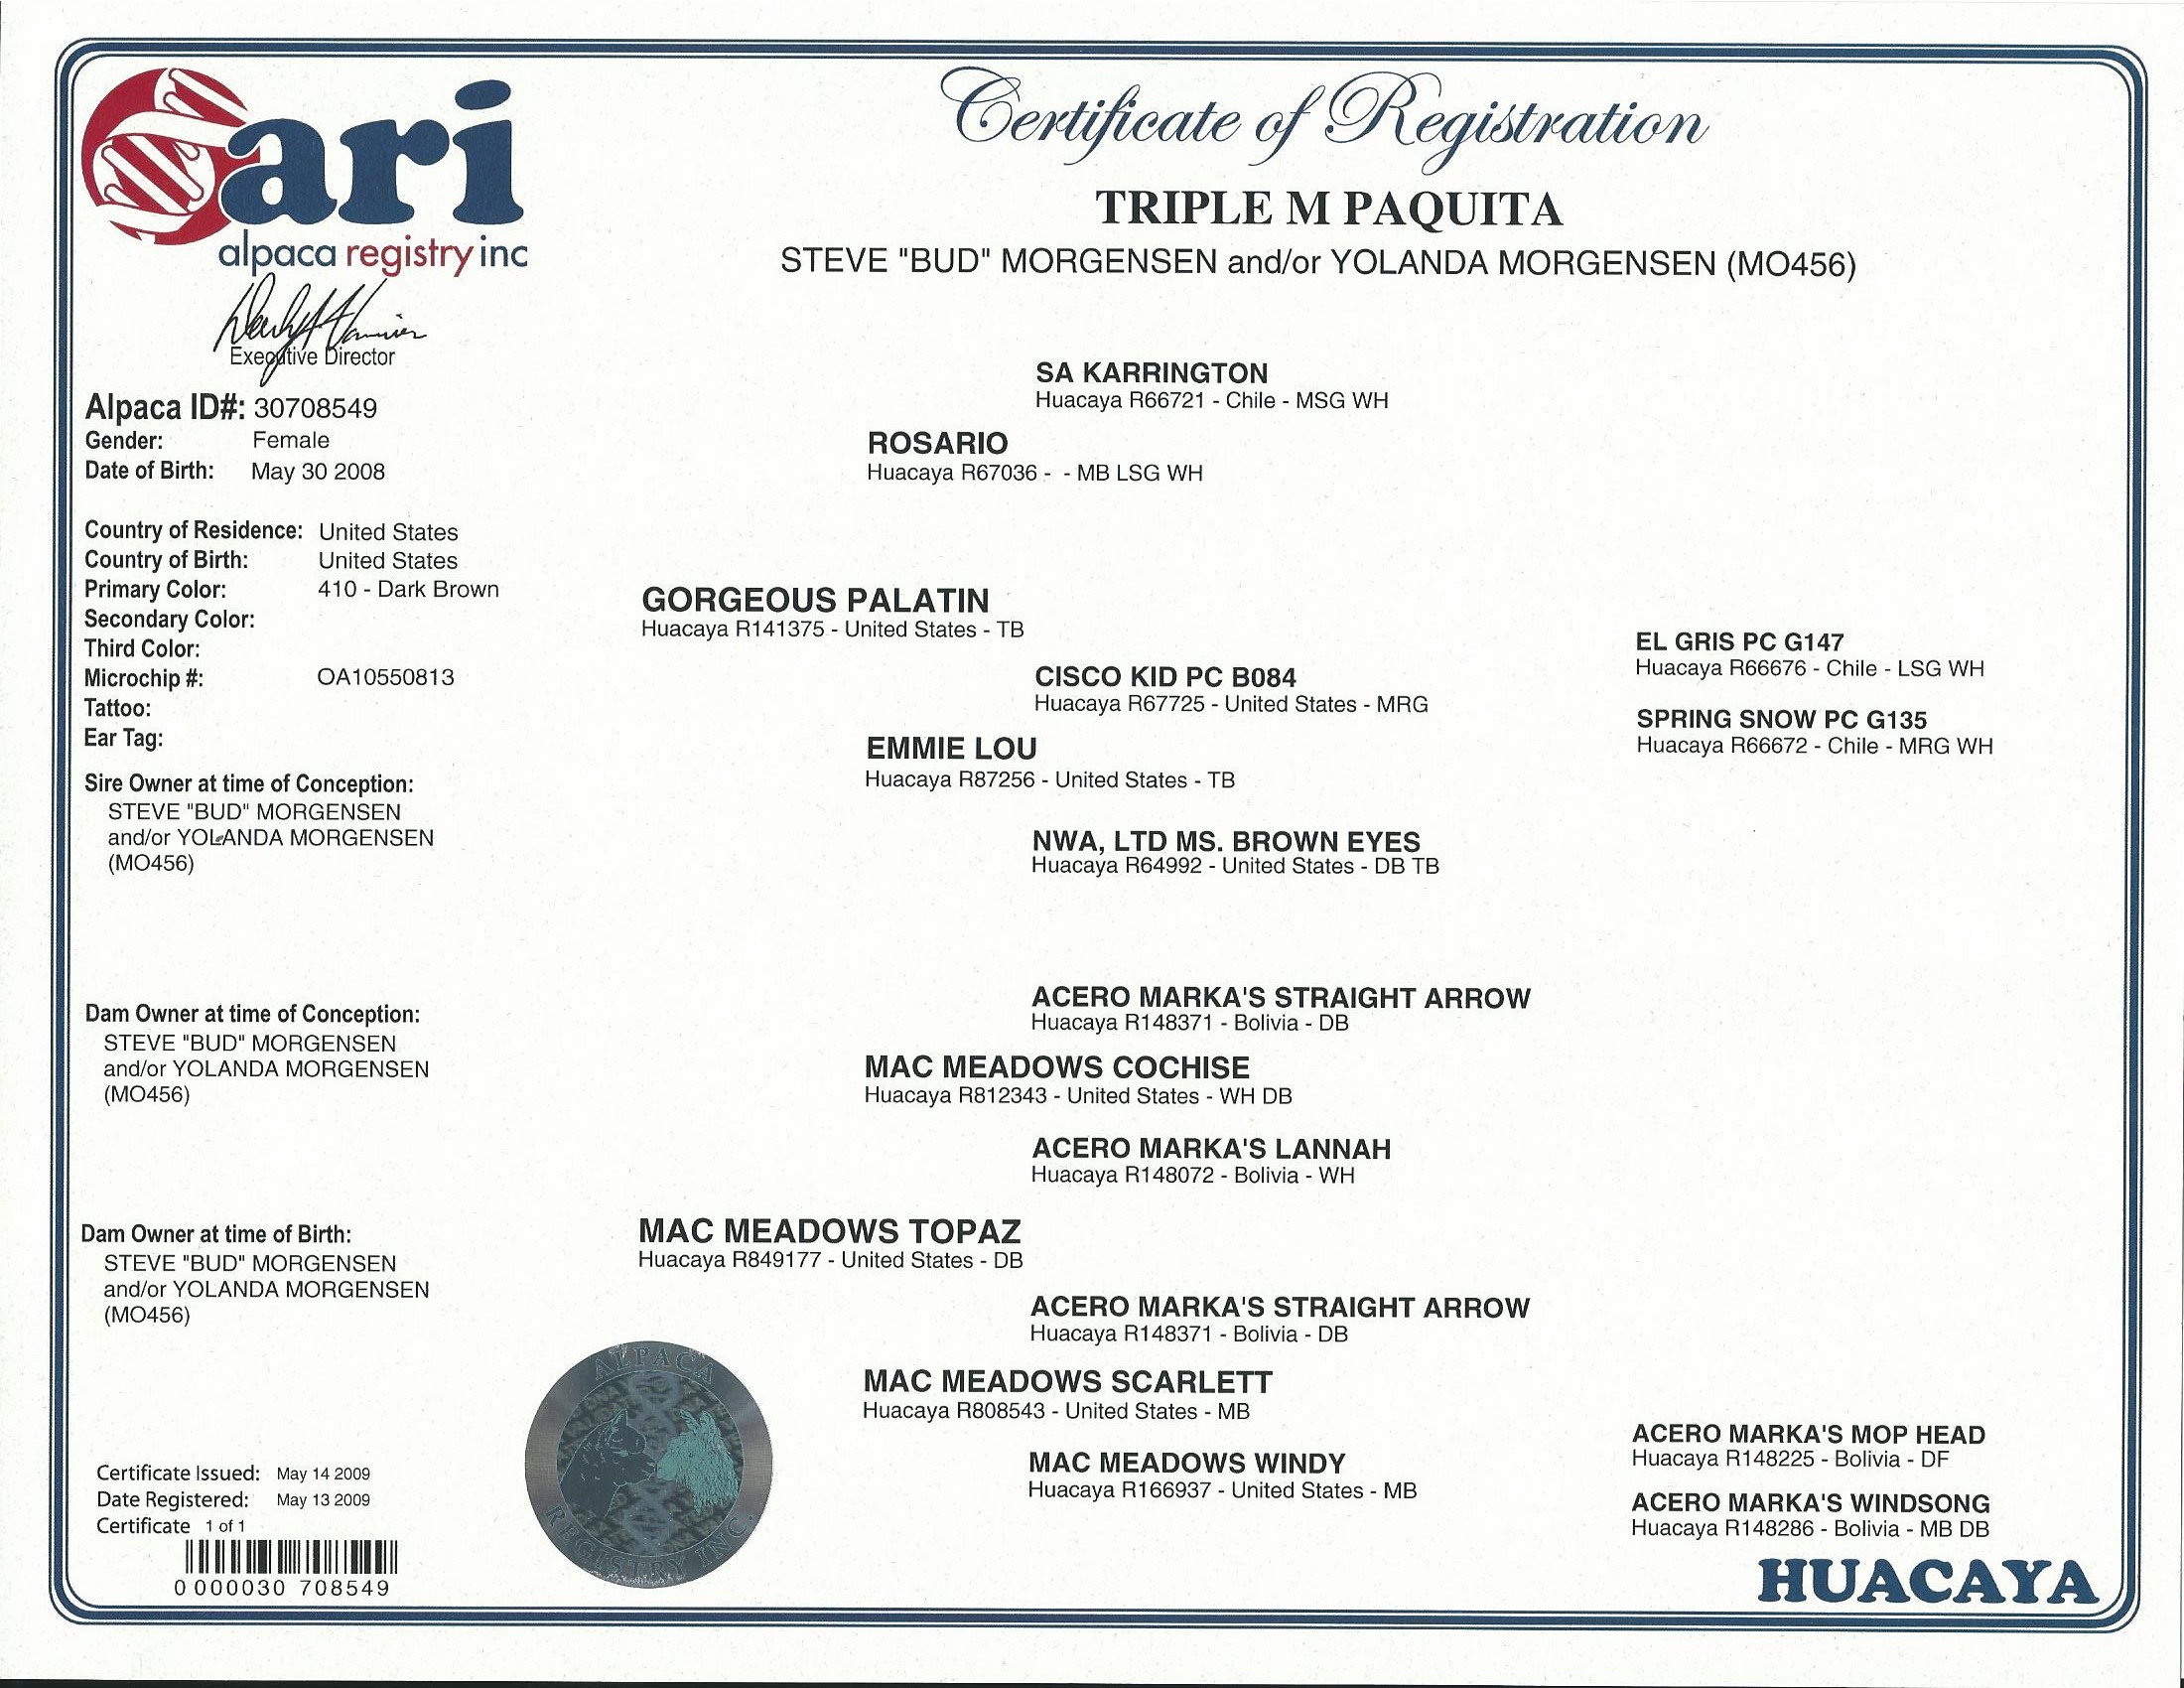 ari
alpaca registry inc
Executive Director
Certificate of Registration
TRIPLE M PAQUITA
STEVE "BUD" MORGENSEN and/or YOLANDA MORGENSEN (MO456)
Alpaca ID#: 30708549
Gender: Female
Date of Birth: May 30 2008
Country of Residence: United States
Country of Birth: United States
Primary Color: 410 - Dark Brown
Secondary Color:
Third Color:
Microchip #: OA10550813
Tattoo:
Ear Tag:
Sire Owner at time of Conception:
STEVE "BUD" MORGENSEN
and/or YOLANDA MORGENSEN
(MO456)
Dam Owner at time of Conception:
STEVE "BUD" MORGENSEN
and/or YOLANDA MORGENSEN
(MO456)
Dam Owner at time of Birth:
STEVE "BUD" MORGENSEN
and/or YOLANDA MORGENSEN
(MO456)
Certificate Issued: May 14 2009
Date Registered: May 13 2009
Certificate 1 of 1
0 000030 708549
SA KARRINGTON
Huacaya R66721 - Chile - MSG WH
ROSARIO
Huacaya R67036 - - MB LSG WH
GORGEOUS PALATIN
Huacaya R141375 - United States - TB
EL GRIS PC G147
Huacaya R66676 - Chile - LSG WH
CISCO KID PC B084
Huacaya R67725 - United States - MRG
SPRING SNOW PC G135
Huacaya R66672 - Chile - MRG WH
EMMIE LOU
Huacaya R87256 - United States - TB
NWA, LTD MS. BROWN EYES
Huacaya R64992 - United States - DB TB
ACERO MARKA'S STRAIGHT ARROW
Huacaya R148371 - Bolivia - DB
MAC MEADOWS COCHISE
Huacaya R812343 - United States - WH DB
ACERO MARKA'S LANNAH
Huacaya R148072 - Bolivia - WH
MAC MEADOWS TOPAZ
Huacaya R849177 - United States - DB
ACERO MARKA'S STRAIGHT ARROW
Huacaya R148371 - Bolivia - DB
MAC MEADOWS SCARLETT
Huacaya R808543 - United States - MB
ACERO MARKA'S MOP HEAD
Huacaya R148225 - Bolivia - DF
MAC MEADOWS WINDY
Huacaya R166937 - United States - MB
ACERO MARKA'S WINDSONG
Huacaya R148286 - Bolivia - MB DB
ALPACA
REGISTRY INC.
HUACAYA